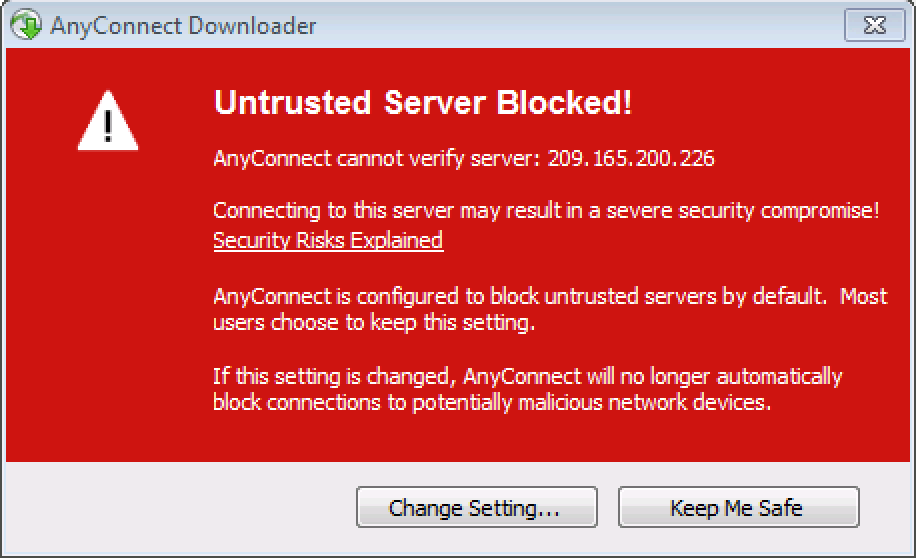 AnyConnect Downloader
Untrusted Server Blocked!
AnyConnect cannot verify server: 209.165.200.226
Connecting to this server may result in a severe security compromise!
Security Risks Explained
AnyConnect is configured to block untrusted servers by default.  Most
users choose to keep this setting.
If this setting is changed, AnyConnect will no longer automatically
block connections to potentially malicious network devices.
Change Setting...
Keep Me Safe